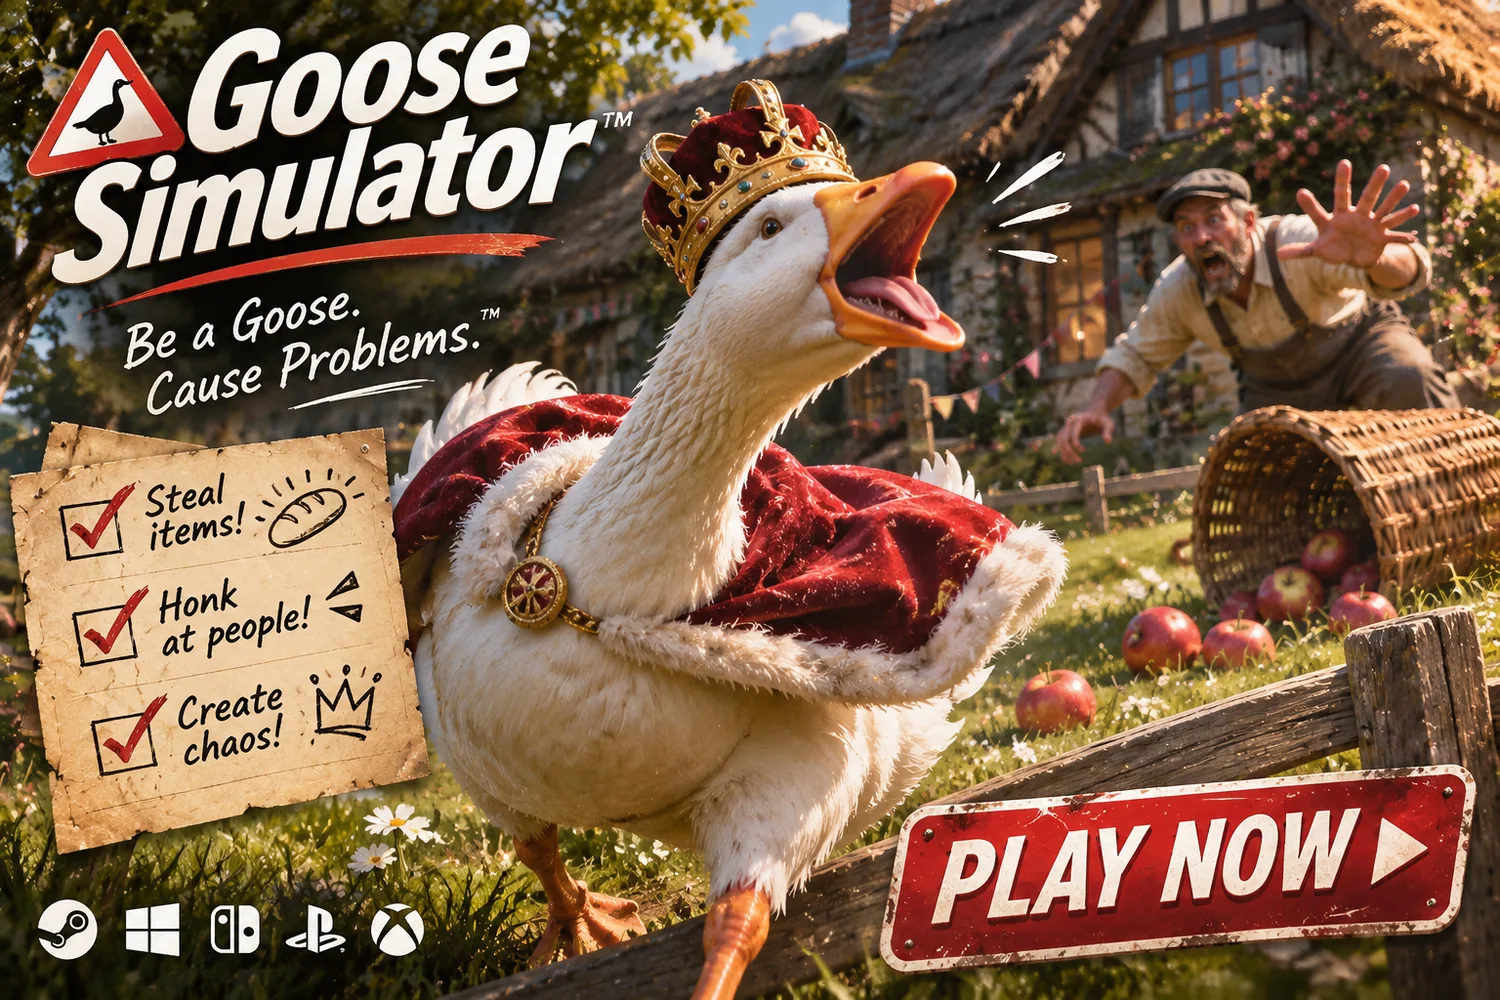 Goose
Simulator™
Be a Goose.
Cause Problems.™
Steal
items!
Honk
at people!
Create
chaos!
PLAY NOW